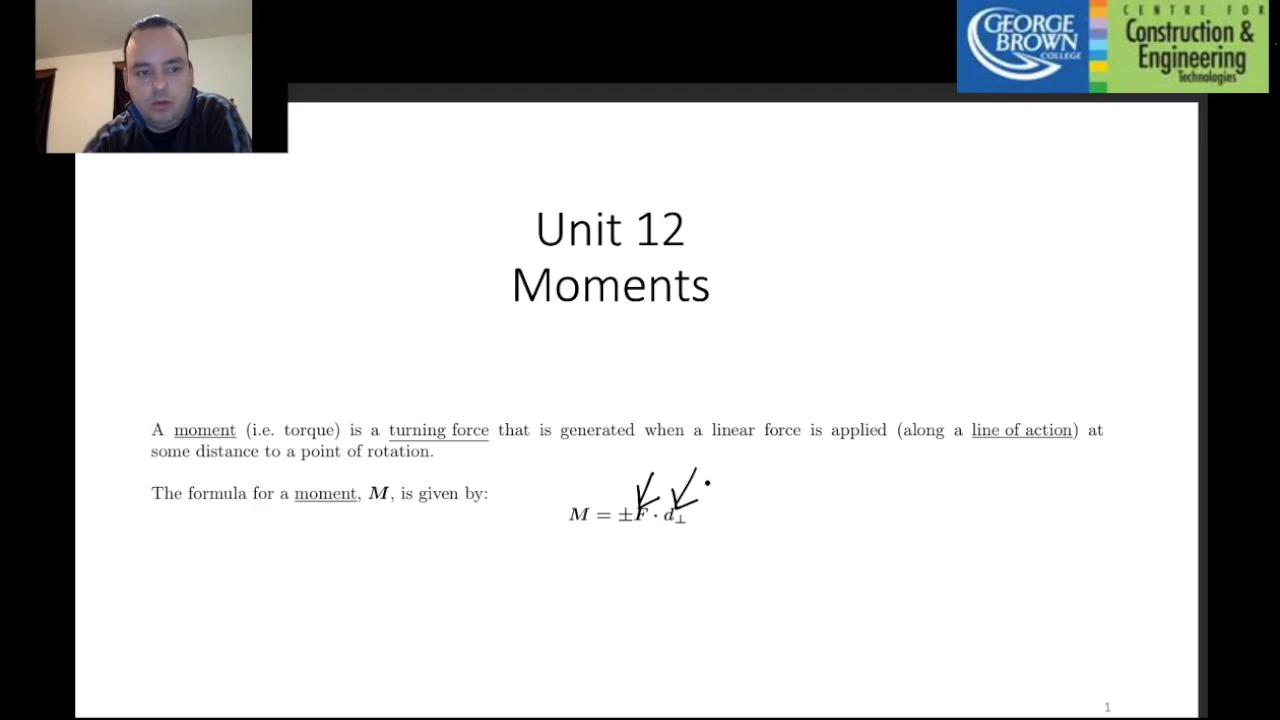 GEORGE
BROWN
COLLEGE
CENTRE FOR
Construction &
Engineering
Technologies
Unit 12
Moments
A moment (i.e. torque) is a turning force that is generated when a linear force is applied (along a line of action) at
some distance to a point of rotation.
The formula for a moment, M, is given by:
M = ±F · d⊥
1